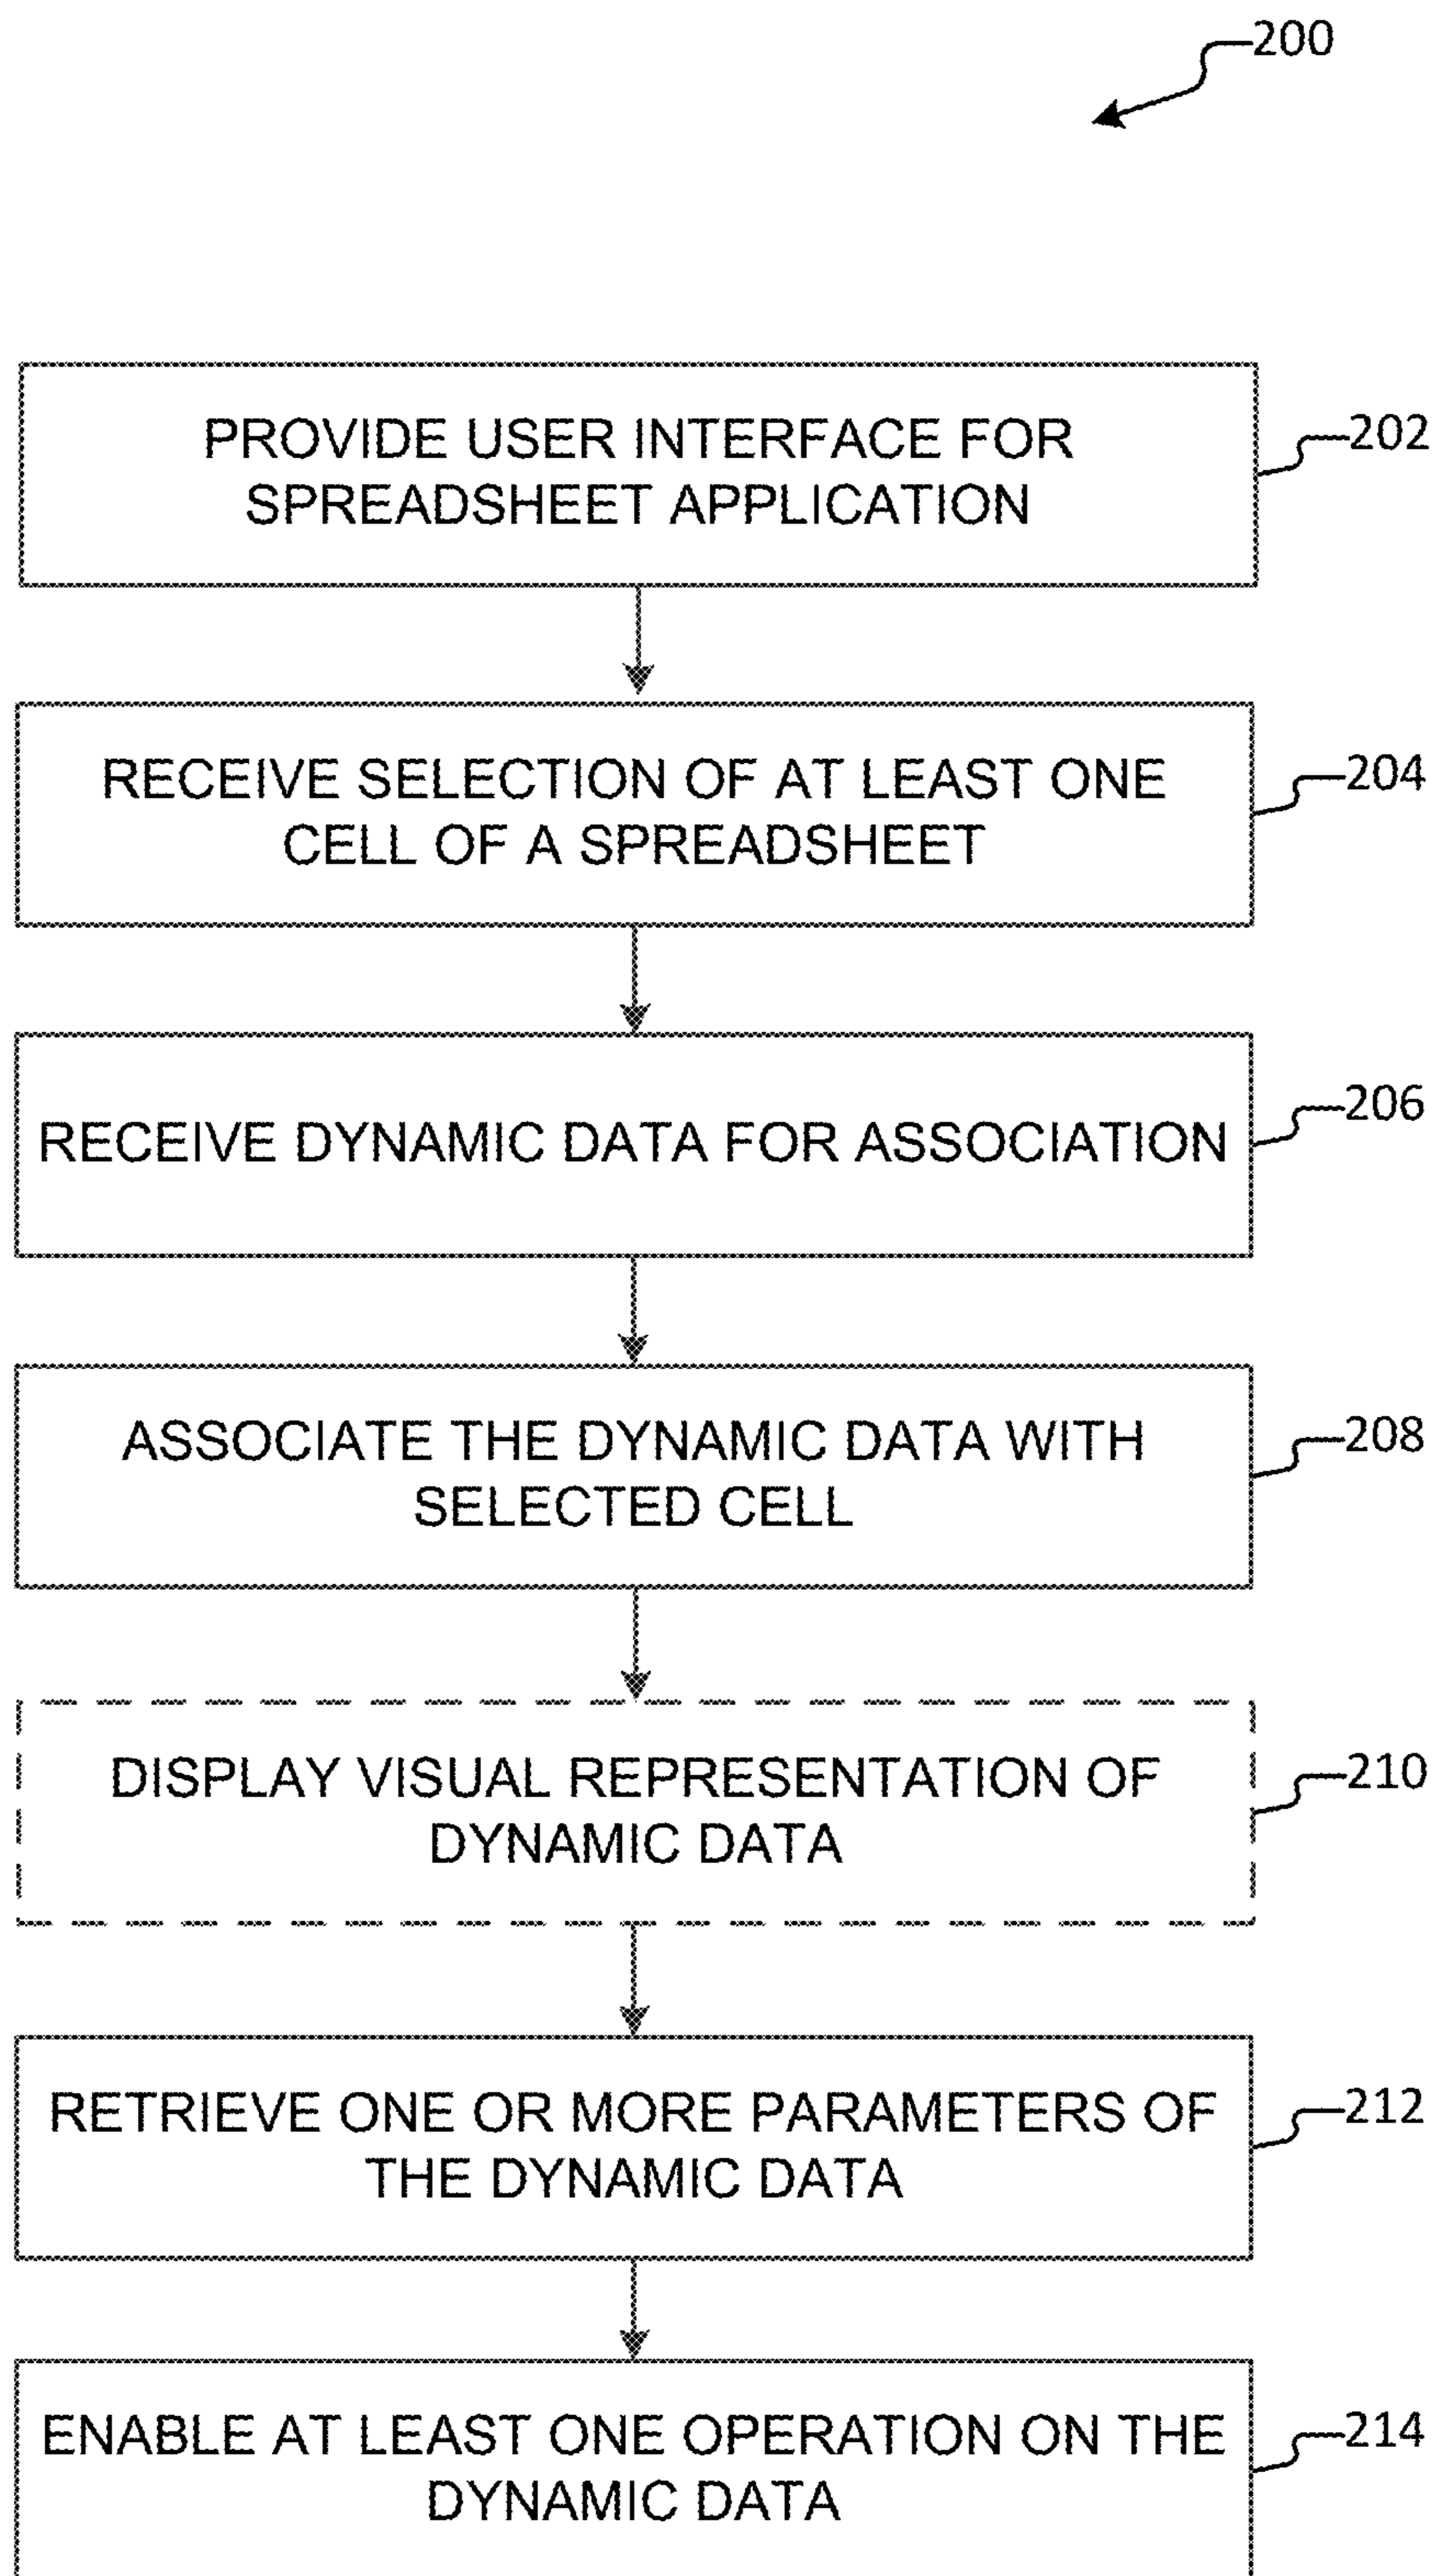 200
PROVIDE USER INTERFACE FOR
SPREADSHEET APPLICATION
202
RECEIVE SELECTION OF AT LEAST ONE
CELL OF A SPREADSHEET
204
RECEIVE DYNAMIC DATA FOR ASSOCIATION
206
ASSOCIATE THE DYNAMIC DATA WITH
SELECTED CELL
208
DISPLAY VISUAL REPRESENTATION OF
DYNAMIC DATA
210
RETRIEVE ONE OR MORE PARAMETERS OF
THE DYNAMIC DATA
212
ENABLE AT LEAST ONE OPERATION ON THE
DYNAMIC DATA
214